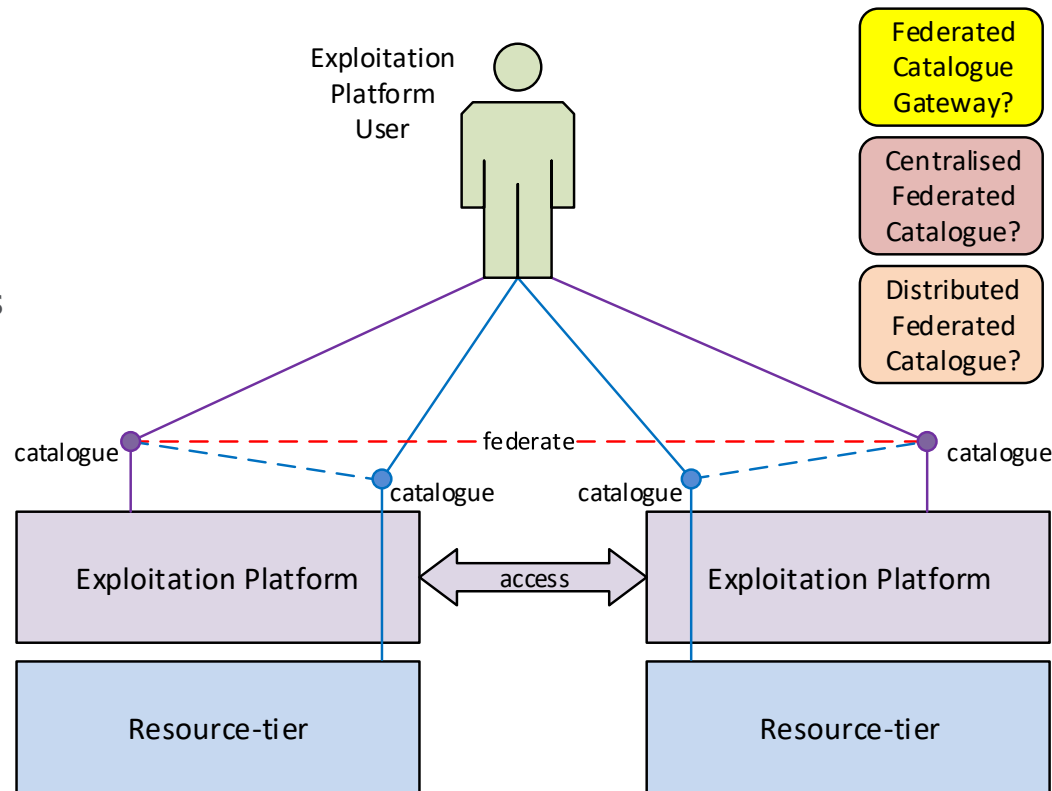 Exploitation
Platform
User
Federated
Catalogue
Gateway?
Centralised
Federated
Catalogue?
Distributed
Federated
Catalogue?
s
federate
catalogue
catalogue
catalogue
catalogue
Exploitation Platform
access
Exploitation Platform
Resource-tier
Resource-tier